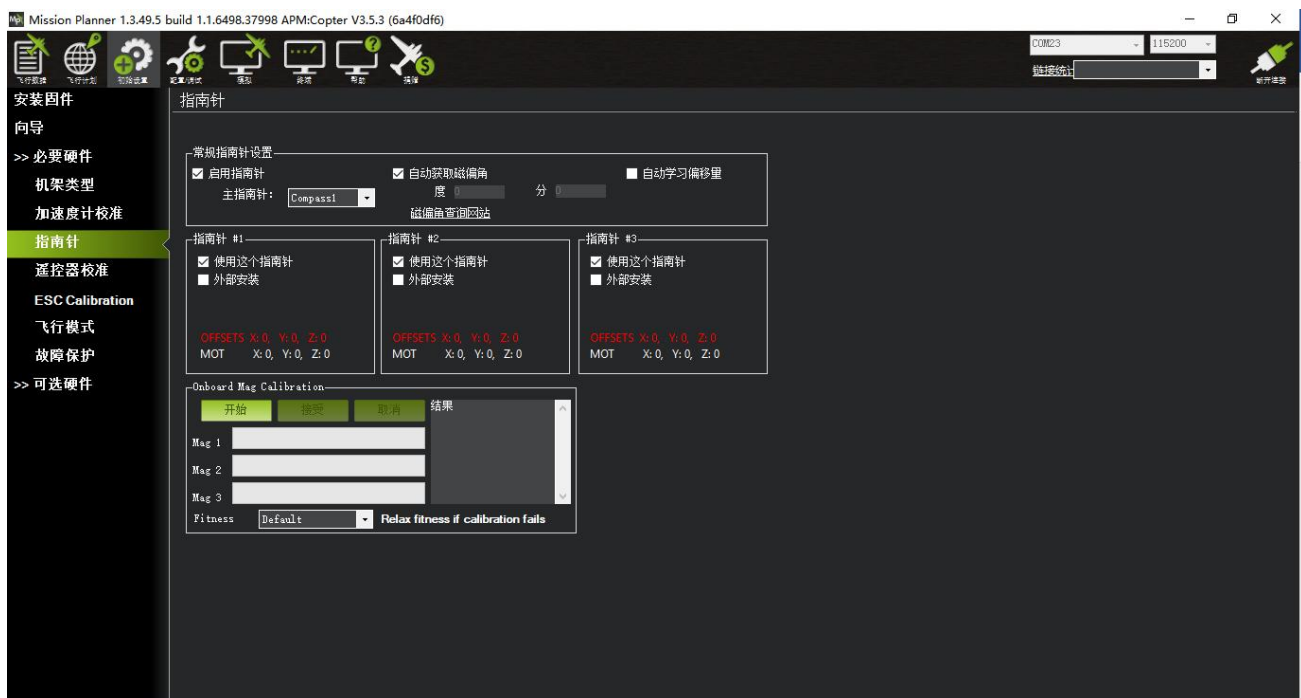 Mission Planner 1.3.49.5 build 1.1.6498.37998 APM:Copter V3.5.3 (6a4f0df6)
飞行数据 飞行计划 初始设置 配置/调试 模拟 终端 帮助 捐赠
COM23 115200
链接统计
断开连接
安装固件
向导
>> 必要硬件
机架类型
加速度计校准
指南针
遥控器校准
ESC Calibration
飞行模式
故障保护
>> 可选硬件
指南针
常规指南针设置
启用指南针 自动获取磁偏角 自动学习偏移量
主指南针: Compass1 度 0 分 0
磁偏角查询网站
指南针 #1 指南针 #2 指南针 #3
使用这个指南针 使用这个指南针 使用这个指南针
外部安装 外部安装 外部安装
OFFSETS X: 0, Y: 0, Z: 0 OFFSETS X: 0, Y: 0, Z: 0 OFFSETS X: 0, Y: 0, Z: 0
MOT X: 0, Y: 0, Z: 0 MOT X: 0, Y: 0, Z: 0 MOT X: 0, Y: 0, Z: 0
Onboard Mag Calibration
开始 接受 取消 结果
Mag 1
Mag 2
Mag 3
Fitness Default Relax fitness if calibration fails